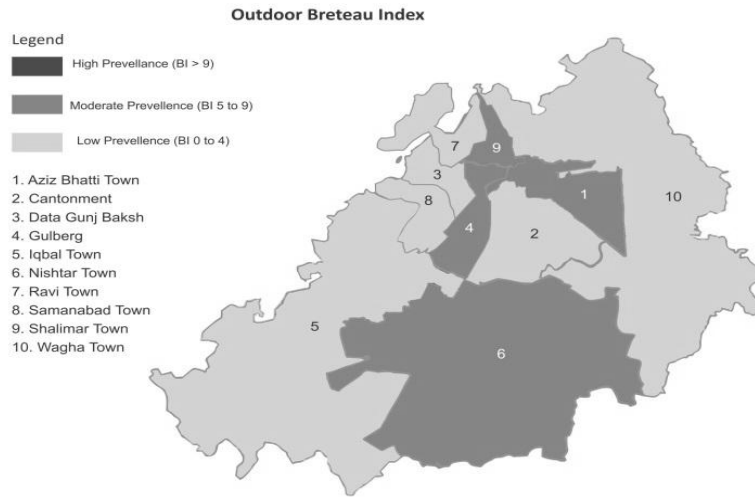 Outdoor Breteau Index
Legend
High Prevellance (BI > 9)
Moderate Prevellence (BI 5 to 9)
Low Prevellence (BI 0 to 4)
1. Aziz Bhatti Town
2. Cantonment
3. Data Gunj Baksh
4. Gulberg
5. Iqbal Town
6. Nishtar Town
7. Ravi Town
8. Samanabad Town
9. Shalimar Town
10. Wagha Town
7
9
3
8
1
10
4
2
5
6